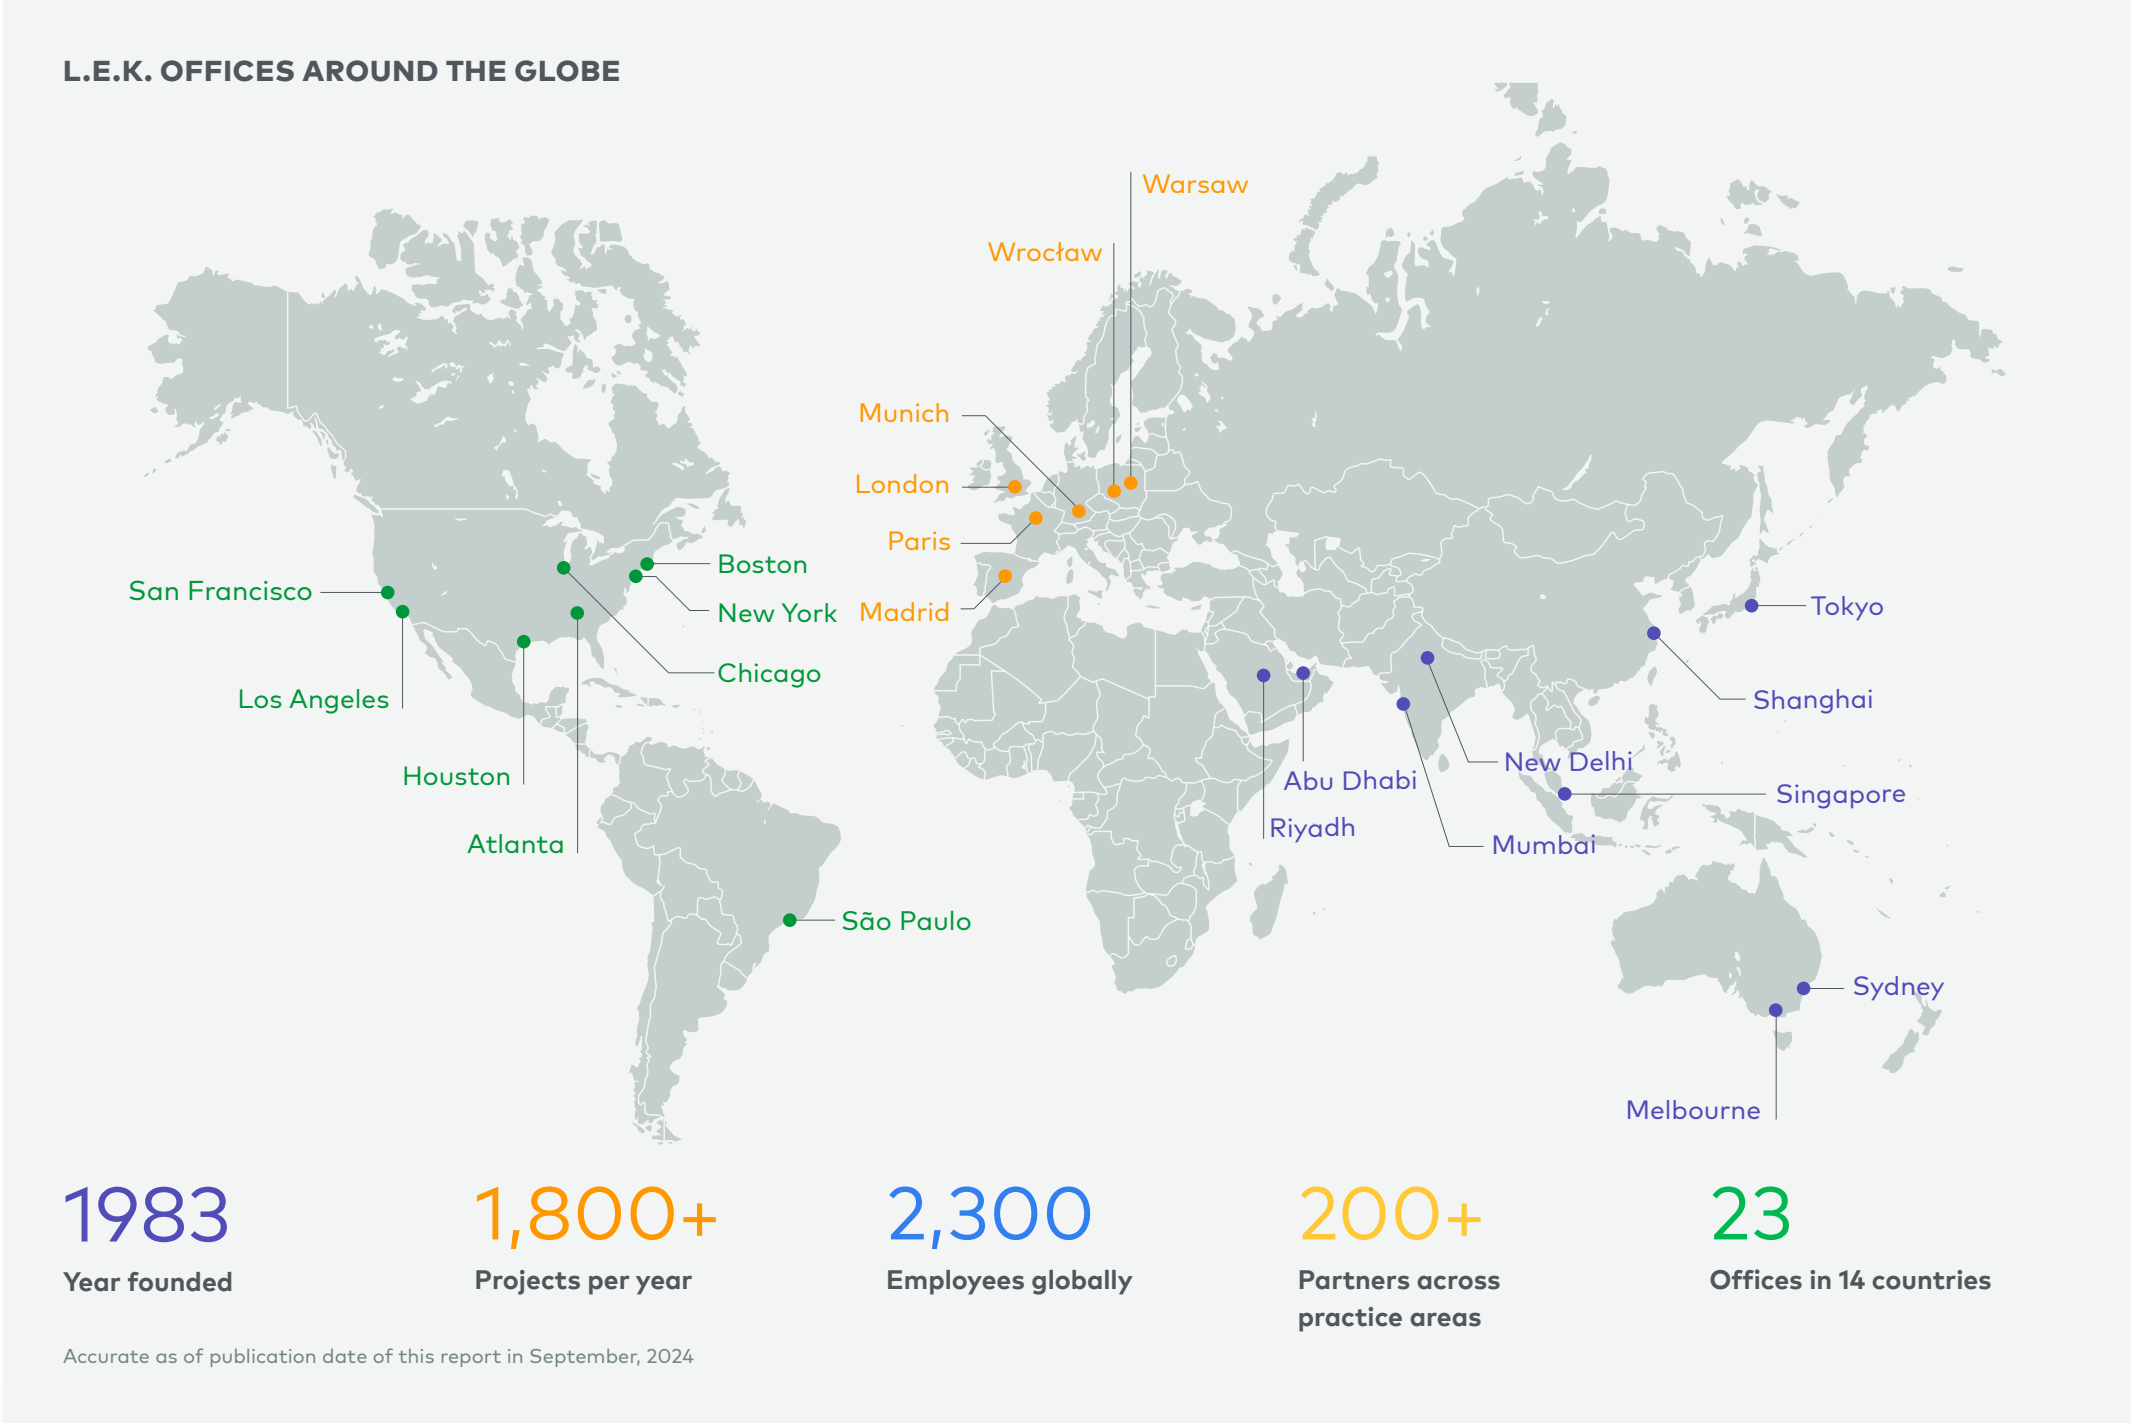 L.E.K. OFFICES AROUND THE GLOBE
Warsaw
Wrocław
Munich
London
Paris
Madrid
Boston
New York
Chicago
San Francisco
Los Angeles
Houston
Atlanta
São Paulo
Tokyo
Shanghai
New Delhi
Abu Dhabi
Singapore
Riyadh
Mumbai
Sydney
Melbourne
1983
Year founded
1,800+
Projects per year
2,300
Employees globally
200+
Partners across
practice areas
23
Offices in 14 countries
Accurate as of publication date of this report in September, 2024